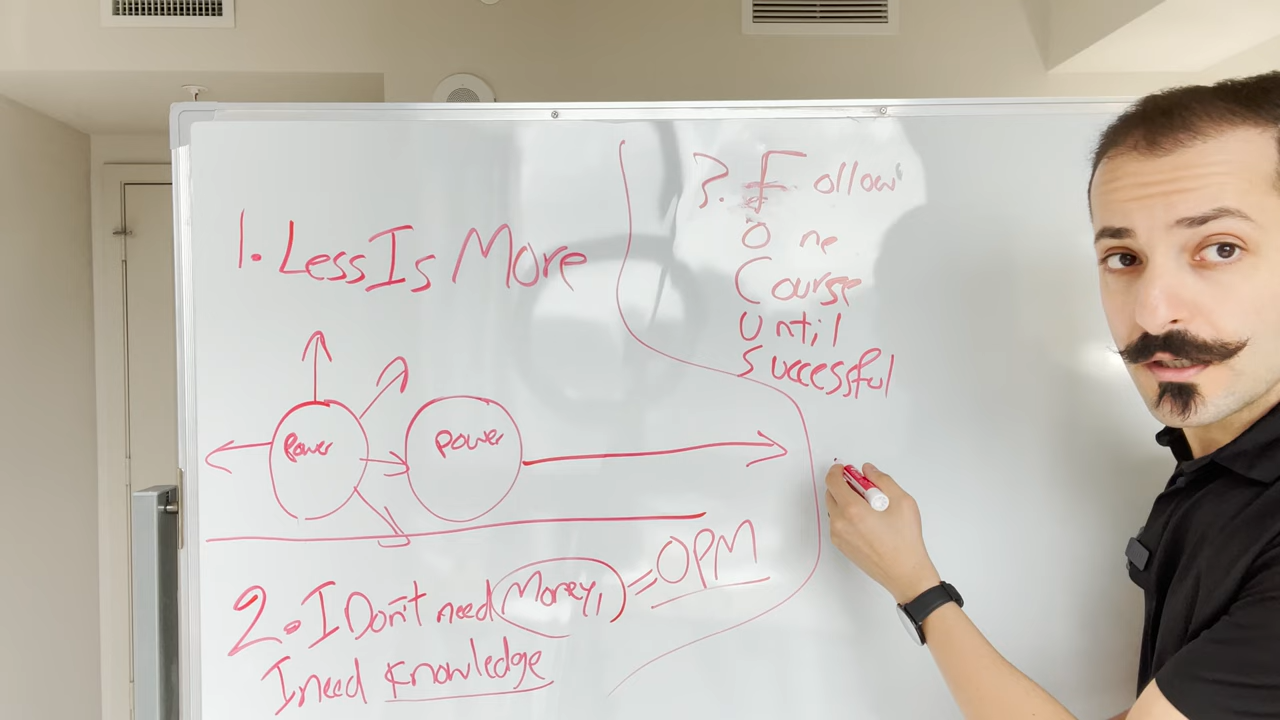 1. Less Is More
Power
Power
2. I Don't need Money, = OPM
I need Knowledge
3. Follow
One
Course
Until
Successful